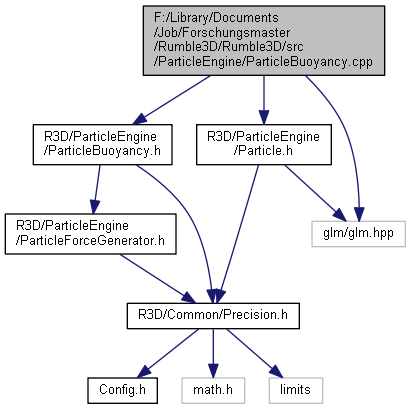 F:/Library/Documents
/Job/Forschungsmaster
/Rumble3D/Rumble3D/src
/ParticleEngine/ParticleBuoyancy.cpp
R3D/ParticleEngine
/ParticleBuoyancy.h
R3D/ParticleEngine
/Particle.h
R3D/ParticleEngine
/ParticleForceGenerator.h
glm/glm.hpp
R3D/Common/Precision.h
Config.h
math.h
limits